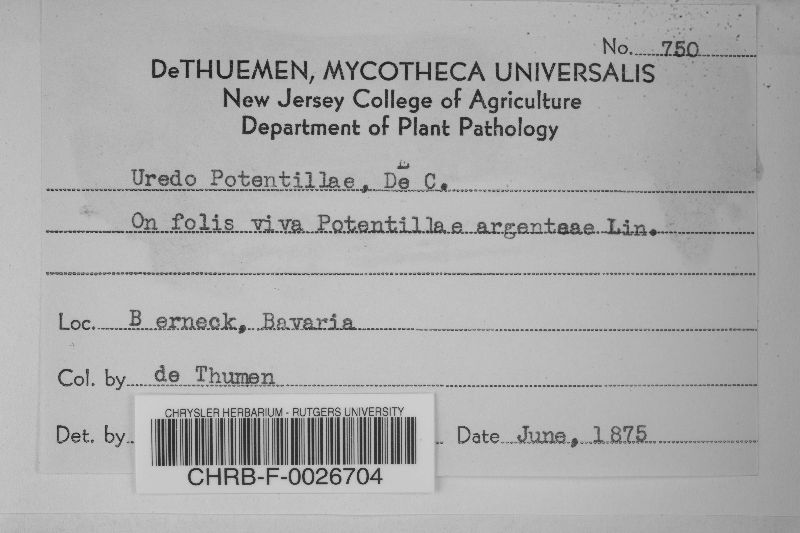 No. 750
DeTHUEMEN, MYCOTHECA UNIVERSALIS
New Jersey College of Agriculture
Department of Plant Pathology
Uredo Potentillae, De C.
On folis viva Potentillae argenteae Lin.
Loc. B erneck, Bavaria
Col. by de Thumen
Det. by
Date June, 1875
CHRYSLER HERBARIUM - RUTGERS UNIVERSITY
CHRB-F-0026704